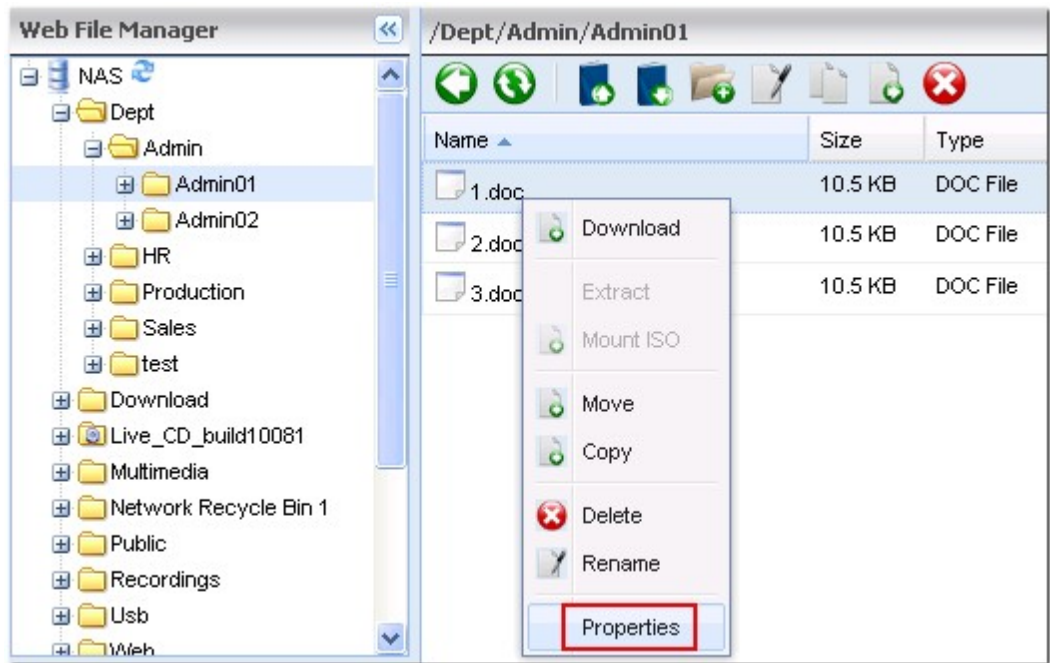 Web File Manager
/Dept/Admin/Admin01
NAS
Dept
Admin
Admin01
Admin02
HR
Production
Sales
test
Download
Live_CD_build10081
Multimedia
Network Recycle Bin 1
Public
Recordings
Usb
Web
Name Size Type
1.doc 10.5 KB DOC File
2.doc 10.5 KB DOC File
3.doc 10.5 KB DOC File
Download
Extract
Mount ISO
Move
Copy
Delete
Rename
Properties